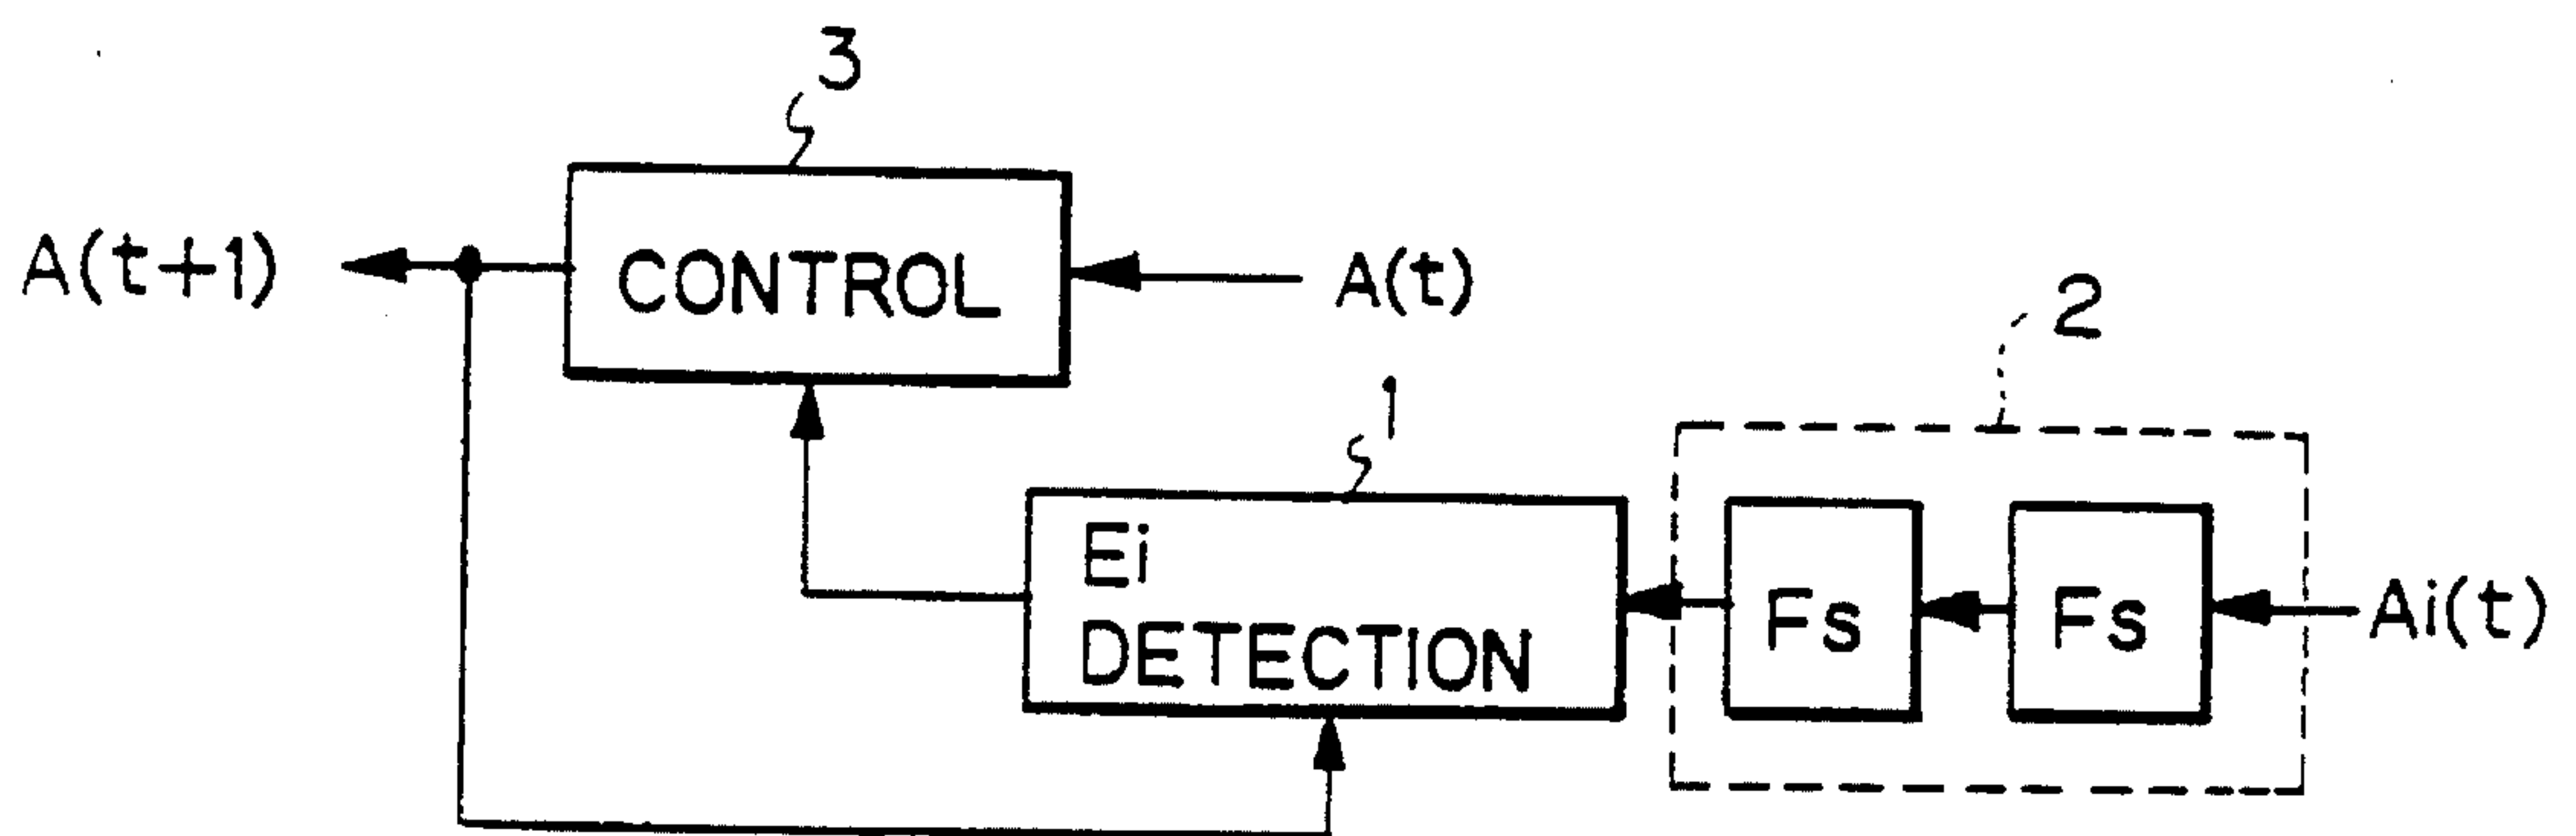 3
A(t+1)
CONTROL
A(t)
2
1
Ei
DETECTION
Fs
Fs
Ai(t)